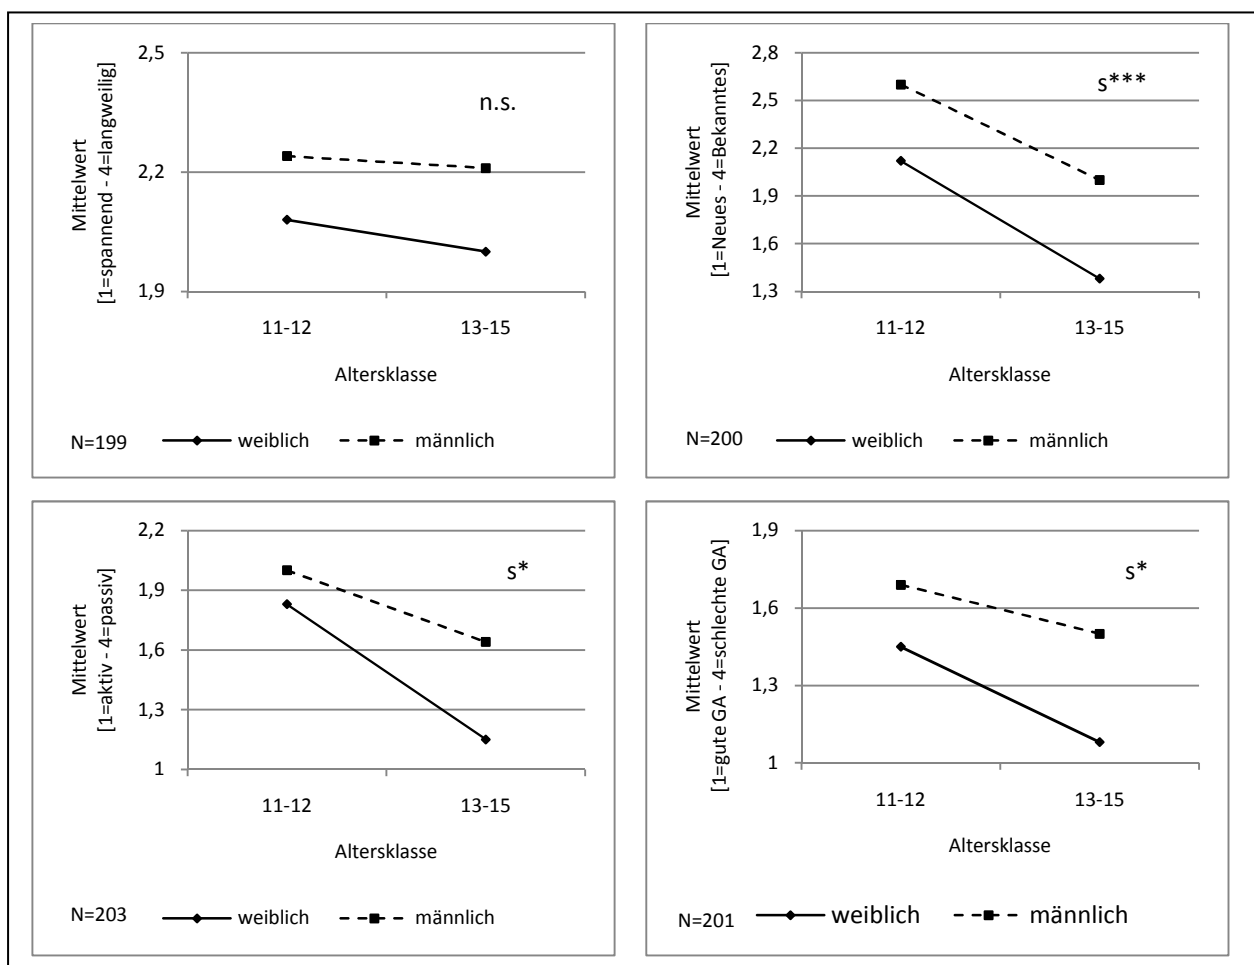 Mittelwert
[1=spannend - 4=langweilig]
2,5
2,2
1,9
n.s.
11-12
13-15
Altersklasse
N=199
weiblich
männlich
Mittelwert
[1=Neues - 4=Bekanntes]
2,8
2,5
2,2
1,9
1,6
1,3
s***
11-12
13-15
Altersklasse
N=200
weiblich
männlich
Mittelwert
[1=aktiv - 4=passiv]
2,2
1,9
1,6
1,3
1
s*
11-12
13-15
Altersklasse
N=203
weiblich
männlich
Mittelwert
[1=gute GA - 4=schlechte GA]
1,9
1,6
1,3
1
s*
11-12
13-15
Altersklasse
N=201
weiblich
männlich